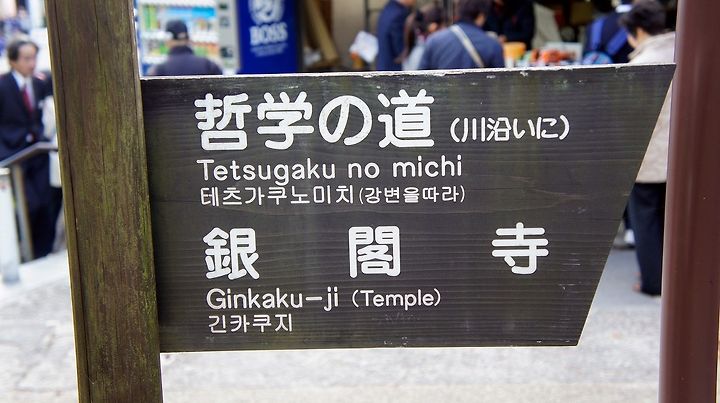 BOSS
哲学の道(川沿いに)
Tetsugaku no michi
테츠가쿠노미치(강변을따라)
銀閣寺
Ginkaku-ji (Temple)
긴카쿠지